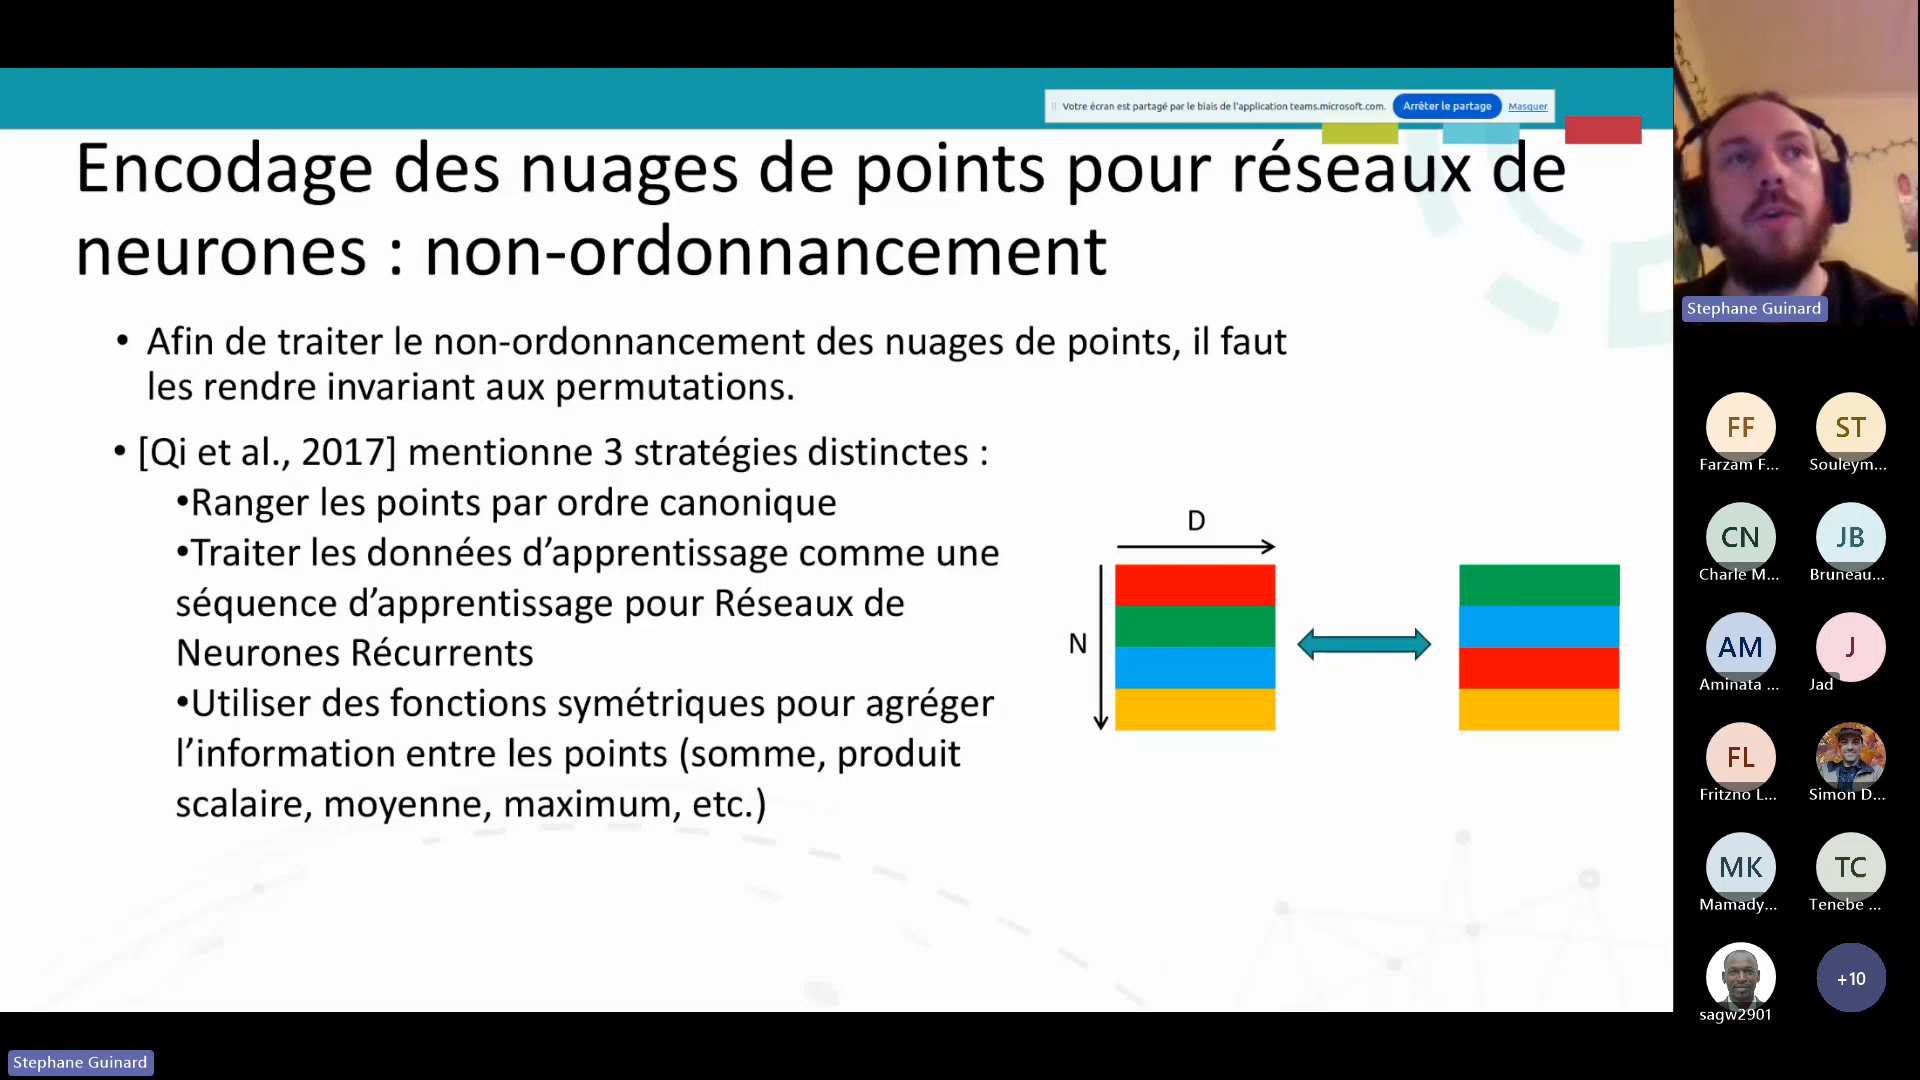 Votre écran est partagé par le biais de l'application teams.microsoft.com. Arrêter le partage Masquer
Encodage des nuages de points pour réseaux de
neurones : non-ordonnancement
• Afin de traiter le non-ordonnancement des nuages de points, il faut
les rendre invariant aux permutations.
• [Qi et al., 2017] mentionne 3 stratégies distinctes :
•Ranger les points par ordre canonique
•Traiter les données d’apprentissage comme une
séquence d’apprentissage pour Réseaux de
Neurones Récurrents
•Utiliser des fonctions symétriques pour agréger
l’information entre les points (somme, produit
scalaire, moyenne, maximum, etc.)
D
N
Stephane Guinard
FF ST
Farzam F... Souleym...
CN JB
Charle M... Bruneau...
AM J
Aminata ... Jad
FL
Fritzno L... Simon D...
MK TC
Mamady... Tenebe ...
+10
sagw2901
Stephane Guinard